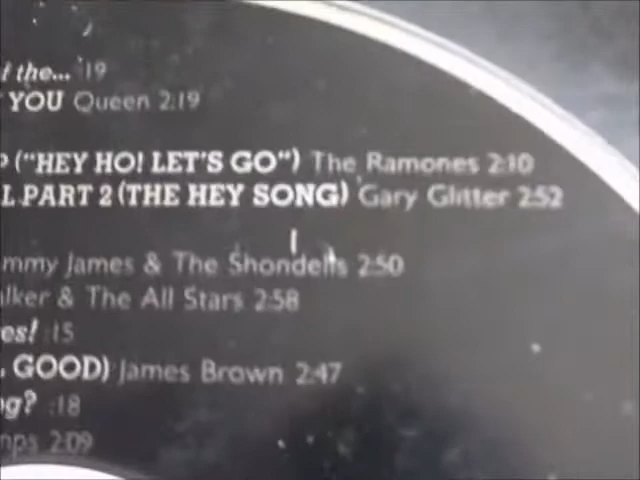 the... :19
YOU Queen 2:19
("HEY HO! LET'S GO") The Ramones 2:10
PART 2 (THE HEY SONG) Gary Glitter 2:52
mmy James & The Shondells 2:50
lker & The All Stars 2:58
es! :15
GOOD) James Brown 2:47
g? :18
mps 2:09